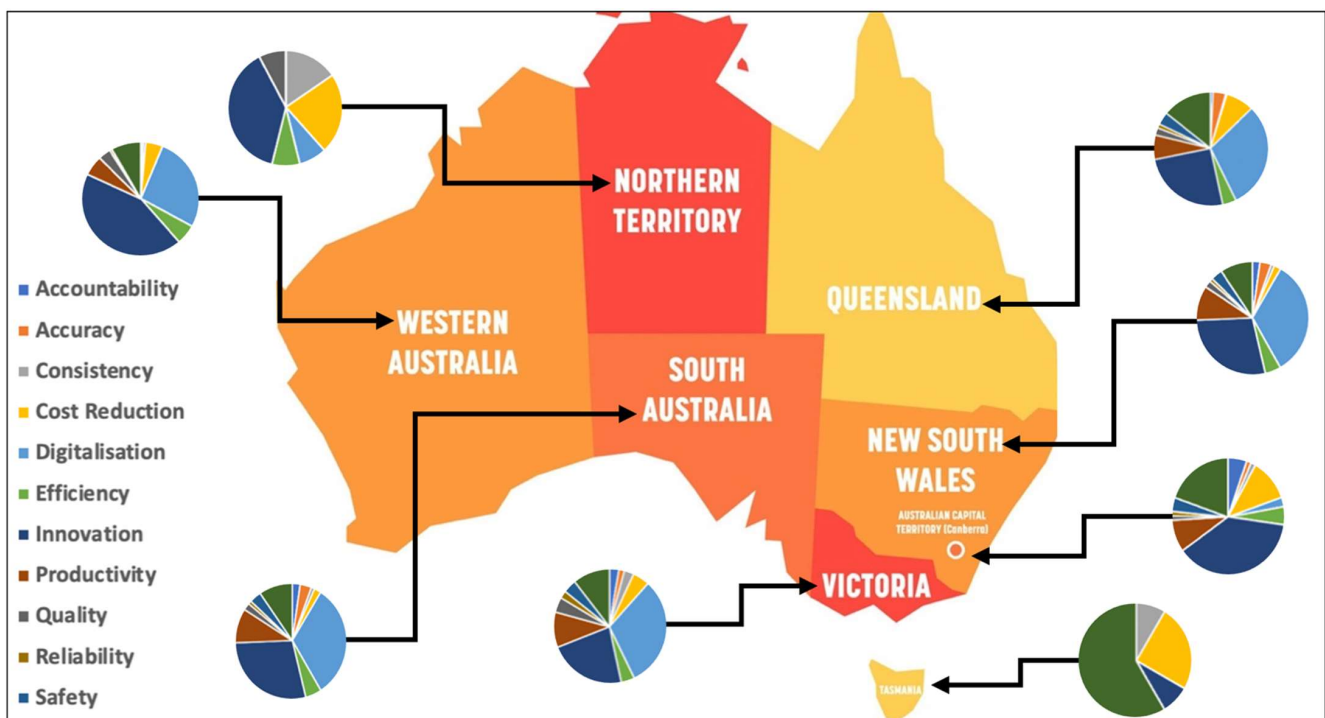 NORTHERN
TERRITORY
QUEENSLAND
WESTERN
AUSTRALIA
SOUTH
AUSTRALIA
NEW SOUTH
WALES
AUSTRALIAN CAPITAL
TERRITORY (Canberra)
VICTORIA
TASMANIA
Accountability
Accuracy
Consistency
Cost Reduction
Digitalisation
Efficiency
Innovation
Productivity
Quality
Reliability
Safety